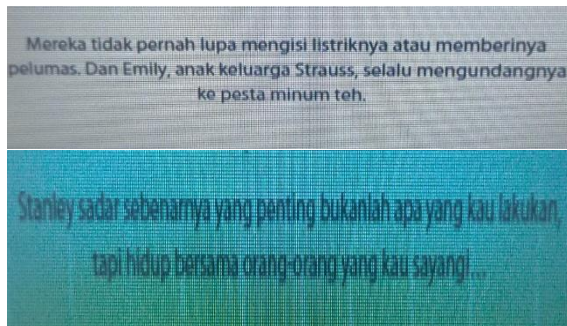 Mereka tidak pernah lupa mengisi listriknya atau memberinya
pelumas. Dan Emily, anak keluarga Strauss, selalu mengundangnya
ke pesta minum teh.
Stanley sadar sebenarnya yang penting bukanlah apa yang kau lakukan,
tapi hidup bersama orang-orang yang kau sayangi...